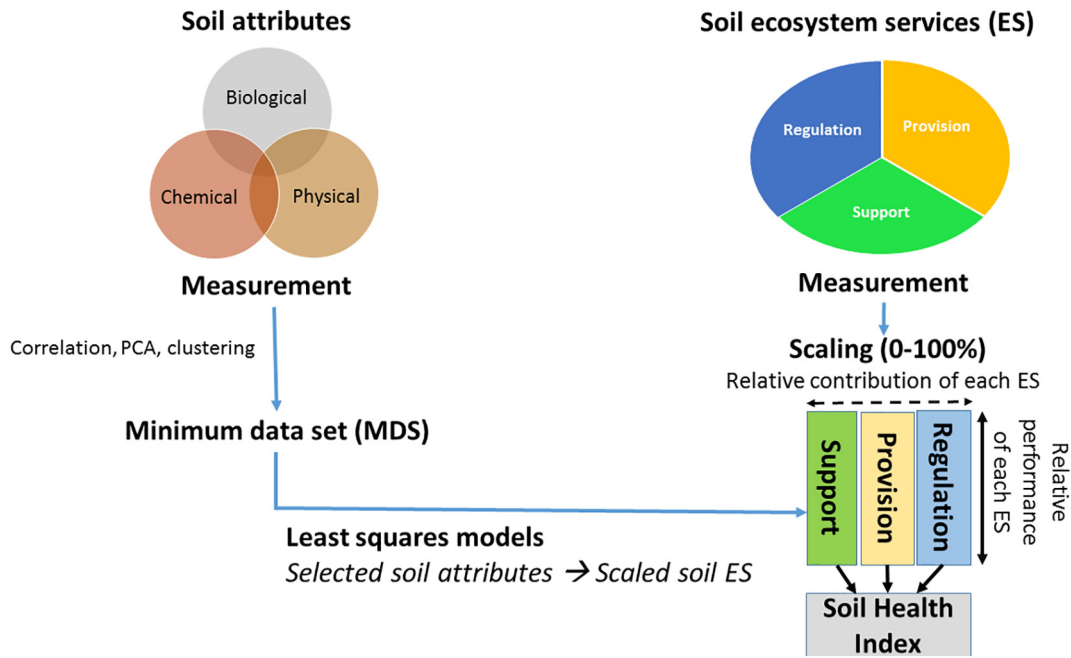 Soil attributes
Biological
Chemical
Physical
Measurement
Correlation, PCA, clustering
Minimum data set (MDS)
Least squares models
Selected soil attributes → Scaled soil ES
Soil ecosystem services (ES)
Regulation
Provision
Support
Measurement
Scaling (0-100%)
Relative contribution of each ES
Support
Provision
Regulation
Relative
performance
of each ES
Soil Health
Index